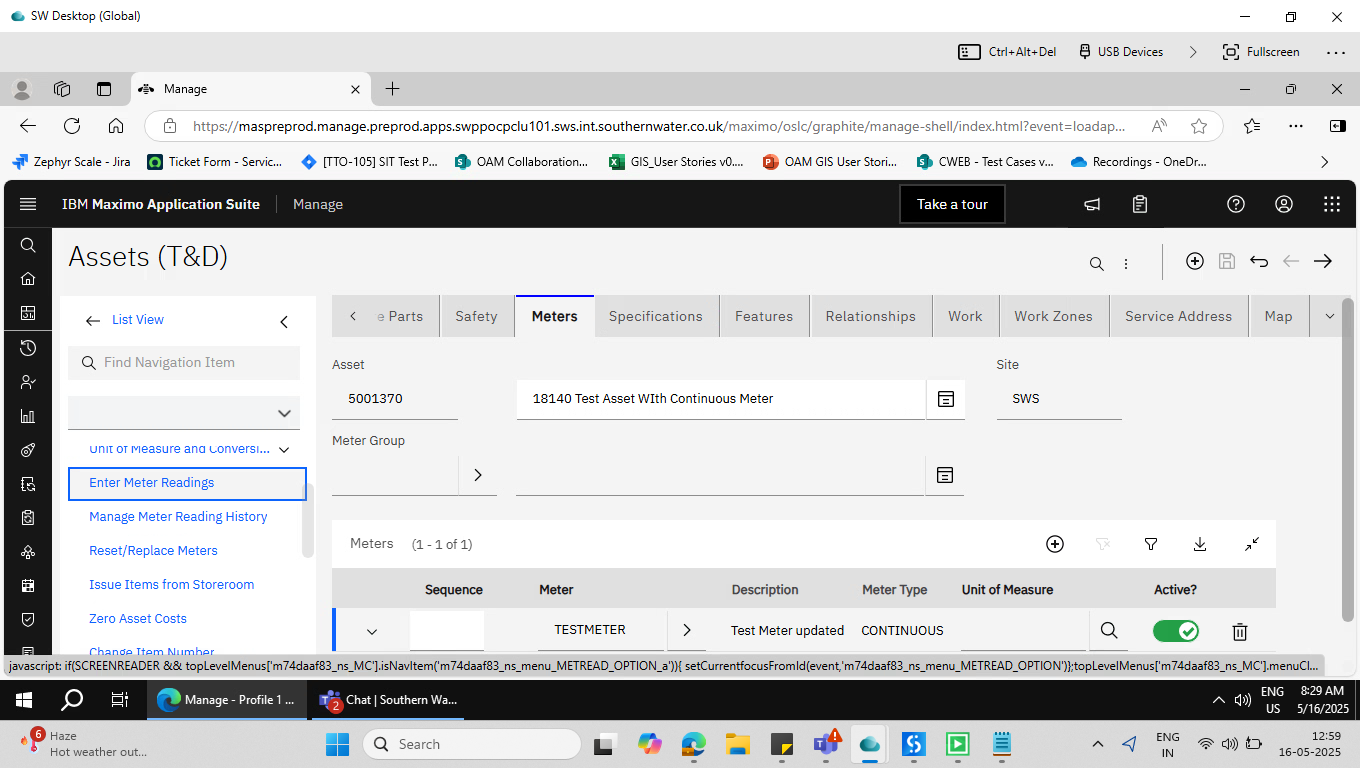 SW Desktop (Global)
Ctrl+Alt+Del USB Devices Fullscreen
Manage
https://maspreprod.manage.preprod.apps.swppocpclu101.sws.int.southernwater.co.uk/maximo/oslc/graphite/manage-shell/index.html?event=loadap...
Zephyr Scale - Jira Ticket Form - Servic... [TTO-105] SIT Test P... OAM Collaboration... GIS_User Stories v0.... OAM GIS User Stori... CWEB - Test Cases v... Recordings - OneDr...
IBM Maximo Application Suite Manage Take a tour
Assets (T&D)
List View
Find Navigation Item
Unit of Measure and Conversi...
Enter Meter Readings
Manage Meter Reading History
Reset/Replace Meters
Issue Items from Storeroom
Zero Asset Costs
Change Item Number
e Parts Safety Meters Specifications Features Relationships Work Work Zones Service Address Map
Asset Site
5001370 18140 Test Asset WIth Continuous Meter SWS
Meter Group
Meters (1 - 1 of 1)
Sequence Meter Description Meter Type Unit of Measure Active?
TESTMETER Test Meter updated CONTINUOUS
javascript: if(SCREENREADER && topLevelMenus['m74daaf83_ns_MC'].isNavItem('m74daaf83_ns_menu_METREAD_OPTION_a')){ setCurrentfocusFromId(event,'m74daaf83_ns_menu_METREAD_OPTION')};topLevelMenus['m74daaf83_ns_MC'].menuCl...
Manage - Profile 1 ... 2 Chat | Southern Wa... ENG US 8:29 AM 5/16/2025
6 Haze
Hot weather out...
Search
ENG
IN
12:59
16-05-2025